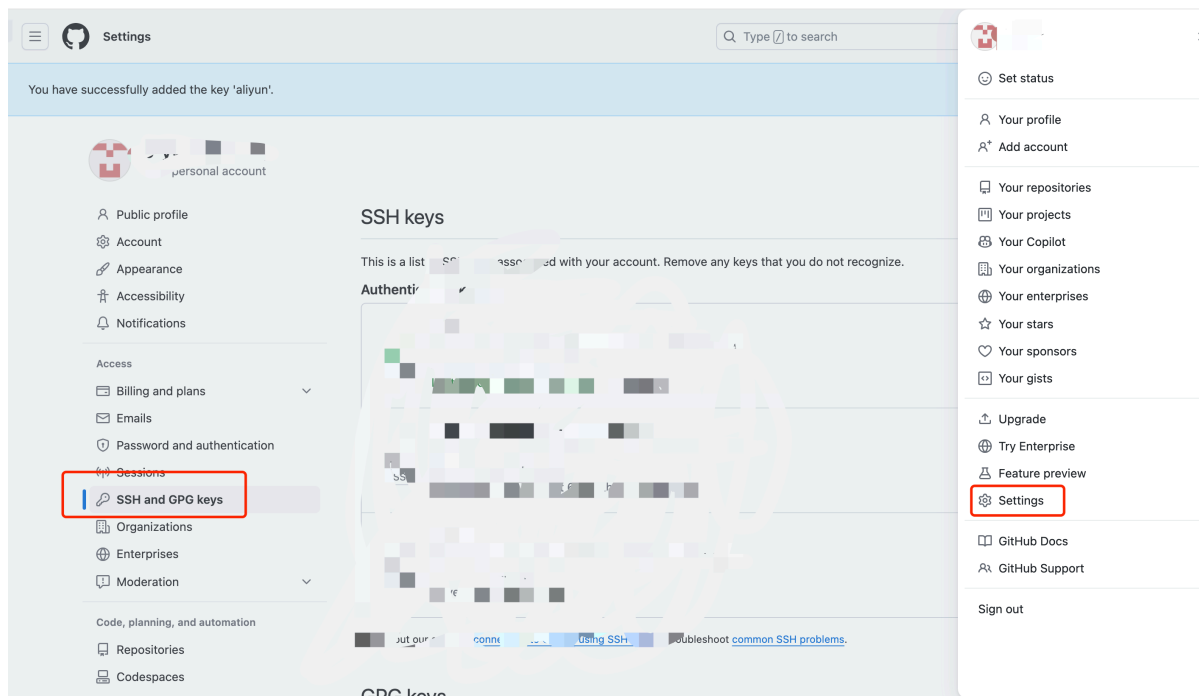 Settings
Type / to search
You have successfully added the key 'aliyun'.
personal account
Public profile
Account
Appearance
Accessibility
Notifications
Access
Billing and plans
Emails
Password and authentication
Sessions
SSH and GPG keys
Organizations
Enterprises
Moderation
Code, planning, and automation
Repositories
Codespaces
SSH keys
This is a list with your account. Remove any keys that you do not recognize.
using SSH
common SSH problems.
GPG keys
Set status
Your profile
Add account
Your repositories
Your projects
Your Copilot
Your organizations
Your enterprises
Your stars
Your sponsors
Your gists
Upgrade
Try Enterprise
Feature preview
Settings
GitHub Docs
GitHub Support
Sign out